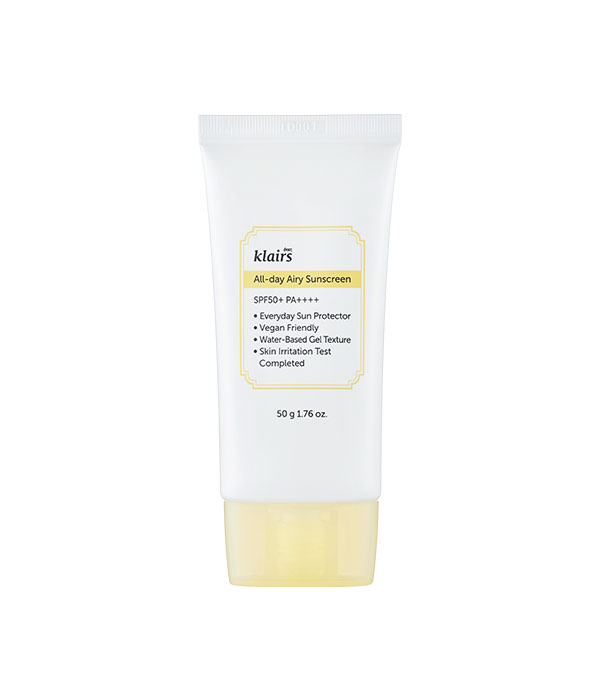 dear,
klairs
All-day Airy Sunscreen
SPF50+ PA++++
• Everyday Sun Protector
• Vegan Friendly
• Water-Based Gel Texture
• Skin Irritation Test
Completed
50 g 1.76 oz.